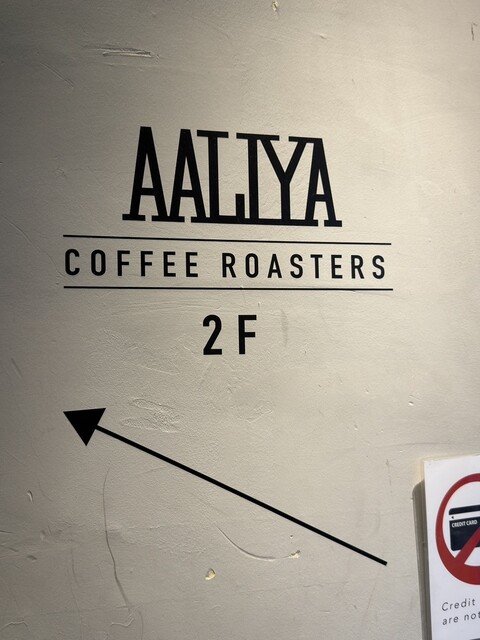 AALIYA
COFFEE ROASTERS
2F
CREDIT CARD
Credit
are not